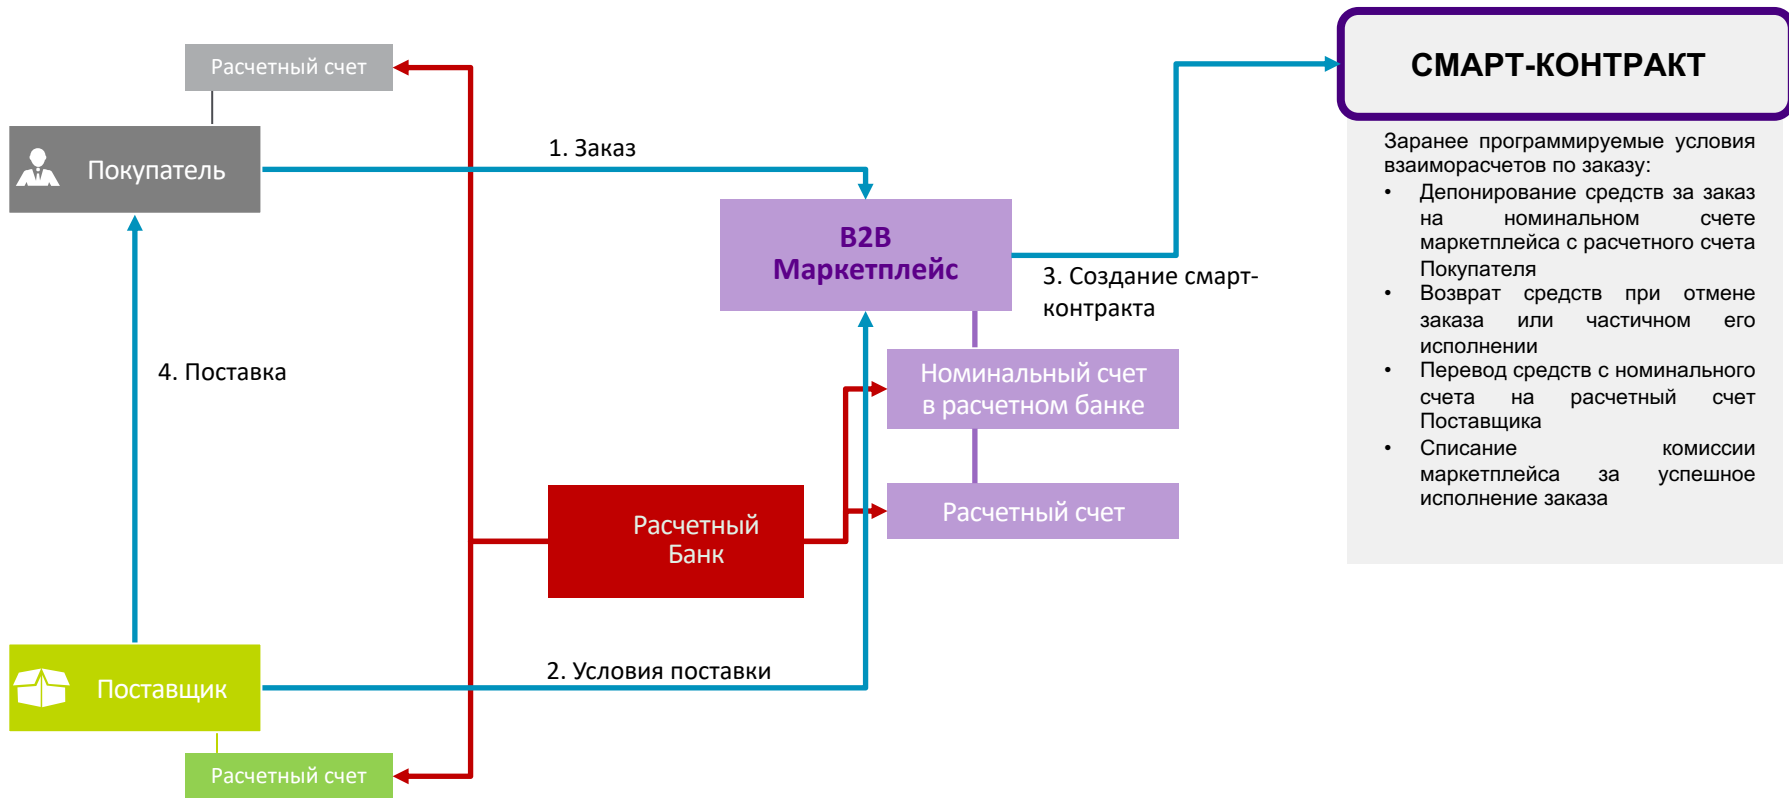 Расчетный счет
Покупатель
1. Заказ
B2B
Маркетплейс
СМАРТ-КОНТРАКТ
Заранее программируемые условия
взаиморасчетов по заказу:
• Депонирование средств за заказ
на номинальном счете
маркетплейса с расчетного счета
Покупателя
• Возврат средств при отмене
заказа или частичном его
исполнении
• Перевод средств с номинального
счета на расчетный счет
Поставщика
• Списание комиссии
маркетплейса за успешное
исполнение заказа
3. Создание смарт-
контракта
4. Поставка
Номинальный счет
в расчетном банке
Расчетный счет
Расчетный
Банк
2. Условия поставки
Поставщик
Расчетный счет